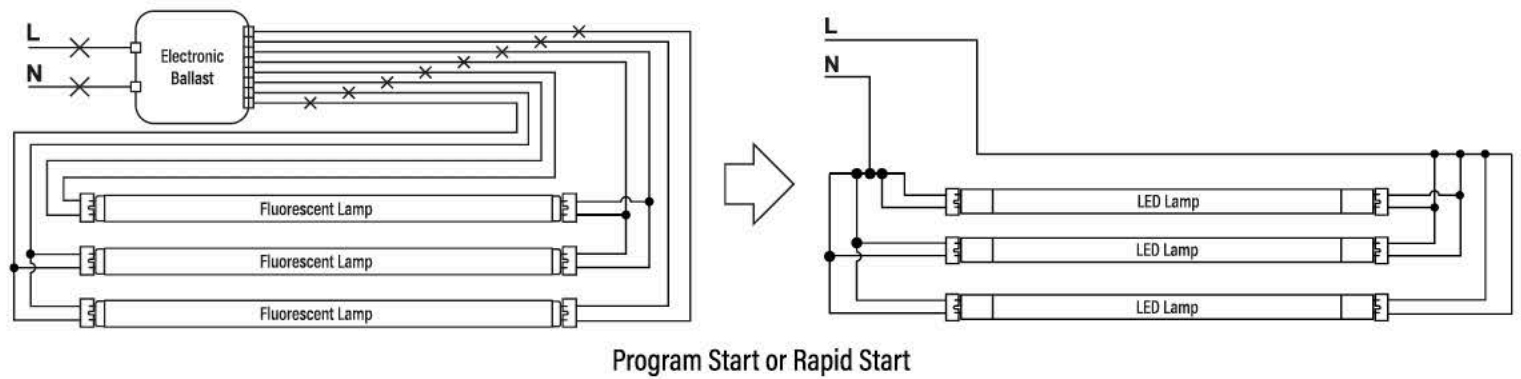 L
N
Electronic
Ballast
Fluorescent Lamp
Fluorescent Lamp
Fluorescent Lamp
L
N
LED Lamp
LED Lamp
LED Lamp
Program Start or Rapid Start